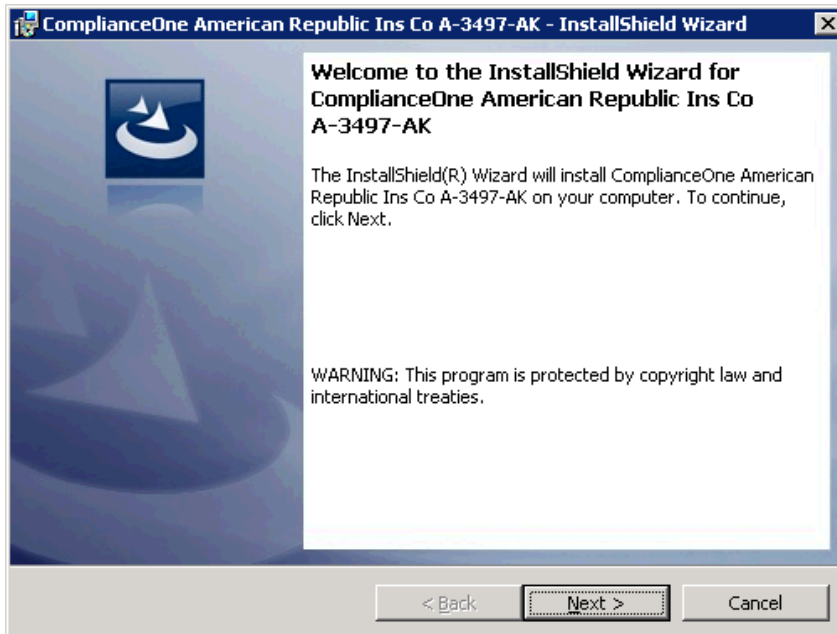 ComplianceOne American Republic Ins Co A-3497-AK - InstallShield Wizard
Welcome to the InstallShield Wizard for
ComplianceOne American Republic Ins Co
A-3497-AK
The InstallShield(R) Wizard will install ComplianceOne American
Republic Ins Co A-3497-AK on your computer. To continue,
click Next.
WARNING: This program is protected by copyright law and
international treaties.
< Back
Next >
Cancel